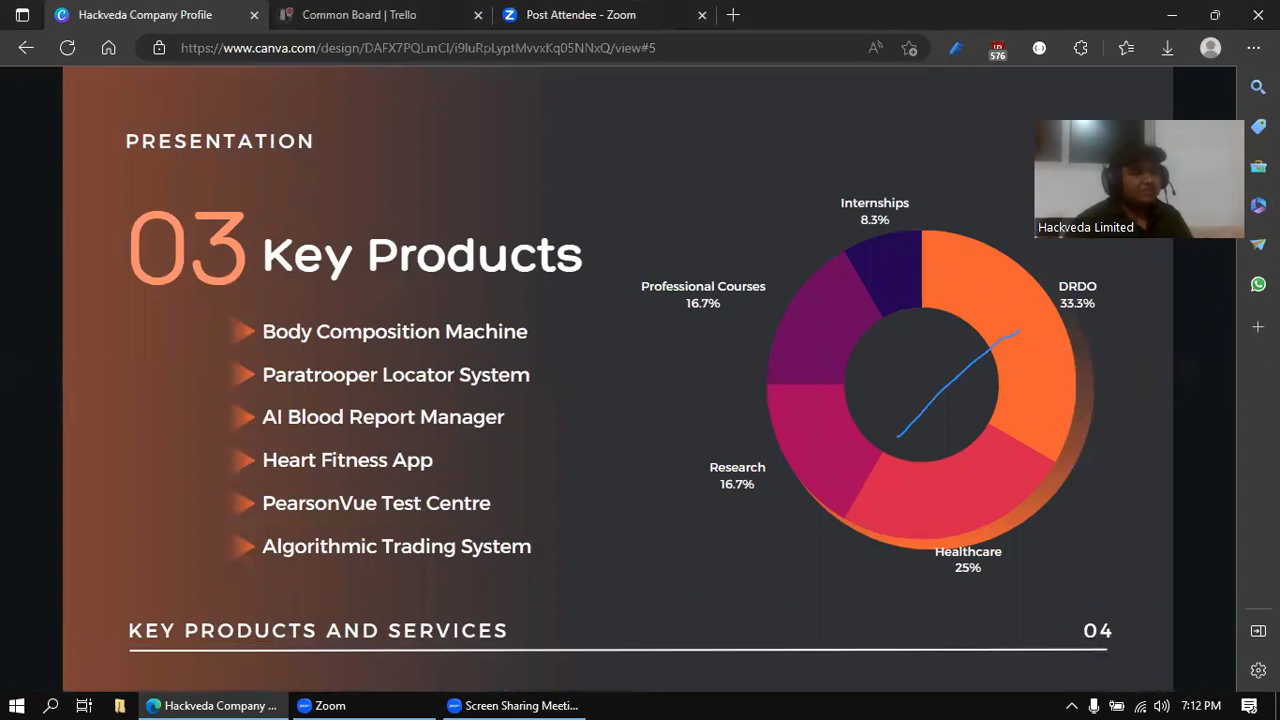 Hackveda Company Profile
Common Board | Trello
Post Attendee - Zoom
https://www.canva.com/design/DAFX7PQLmCI/i9luRpLyptMvvxKq05NNxQ/view#5
576
PRESENTATION
03 Key Products
Body Composition Machine
Paratrooper Locator System
AI Blood Report Manager
Heart Fitness App
PearsonVue Test Centre
Algorithmic Trading System
Internships
8.3%
Professional Courses
16.7%
DRDO
33.3%
Research
16.7%
Healthcare
25%
Hackveda Limited
KEY PRODUCTS AND SERVICES
04
Hackveda Company ...
Zoom
Screen Sharing Meeti...
7:12 PM